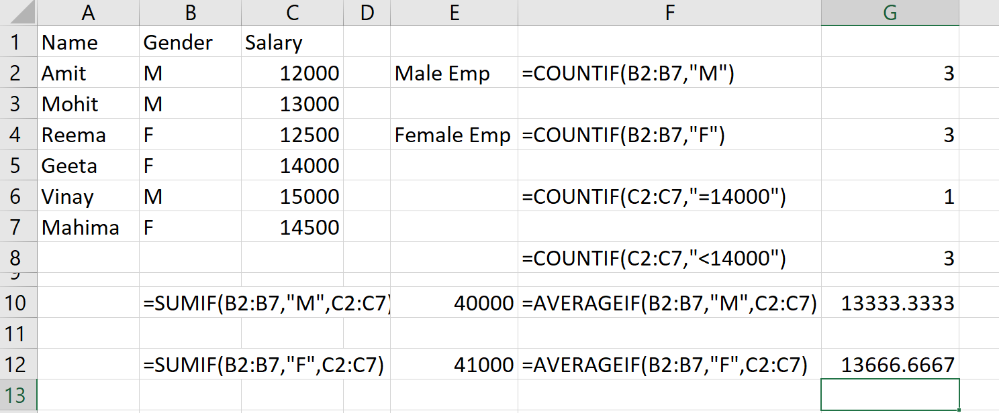 A B C D E F G
1 Name Gender Salary
2 Amit M 12000 Male Emp =COUNTIF(B2:B7,"M") 3
3 Mohit M 13000
4 Reema F 12500 Female Emp =COUNTIF(B2:B7,"F") 3
5 Geeta F 14000
6 Vinay M 15000 =COUNTIF(C2:C7,"=14000") 1
7 Mahima F 14500
8 =COUNTIF(C2:C7,"<14000") 3
9
10 =SUMIF(B2:B7,"M",C2:C7) 40000 =AVERAGEIF(B2:B7,"M",C2:C7) 13333.3333
11
12 =SUMIF(B2:B7,"F",C2:C7) 41000 =AVERAGEIF(B2:B7,"F",C2:C7) 13666.6667
13